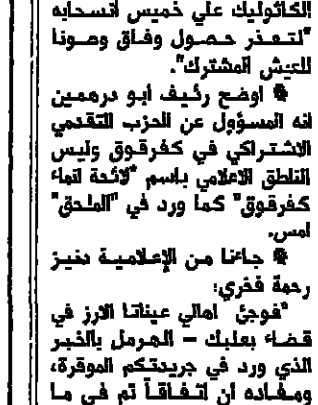 الكاثوليك علي خميس انسحابه
"لتعذر حصول وفاق وصونا
للعيش المشترك".
● اوضح رئيف ابو درهمين
انه المسؤول عن الحزب التقدمي
الاشتراكي في كفرقوق وليس
الناطق الاعلامي باسم "لائحة انماء
كفرقوق" كما ورد في "الملحق"
امس.
● جاءنا من الإعلامية دنيز
رحمة فخري:
"فوجئ اهالي عيناتا الارز في
قضاء بعلبك – الهرمل بالخبر
الذي ورد في جريدتكم الموقرة،
ومفاده ان اتفاقاً تم في ما